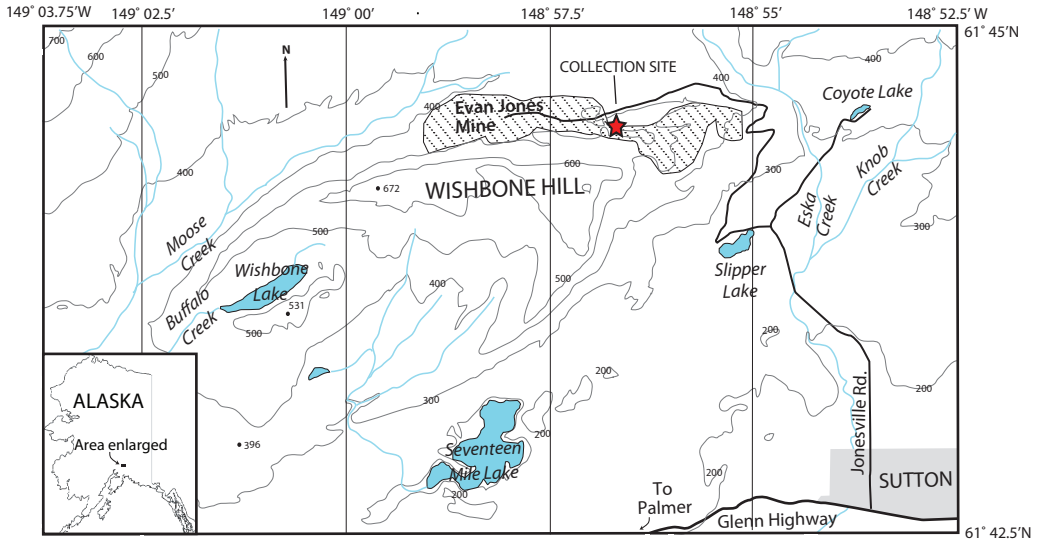 149° 03.75'W 149° 02.5' 149° 00' 148° 57.5' 148° 55' 148° 52.5' W
61° 45'N
700
600
500
N
COLLECTION SITE
400
400
Coyote Lake
400
Evan Jones
Mine
400
600
672
WISHBONE HILL
300
Knob
Creek
Eska
Creek
300
Moose
Creek
500
Wishbone
Lake
531
500
Buffalo
Creek
400
500
Slipper
Lake
200
200
200
300
396
200
Seventeen
Mile Lake
200
200
Jonesville Rd.
SUTTON
To
Palmer
Glenn Highway
61° 42.5'N
ALASKA
Area enlarged